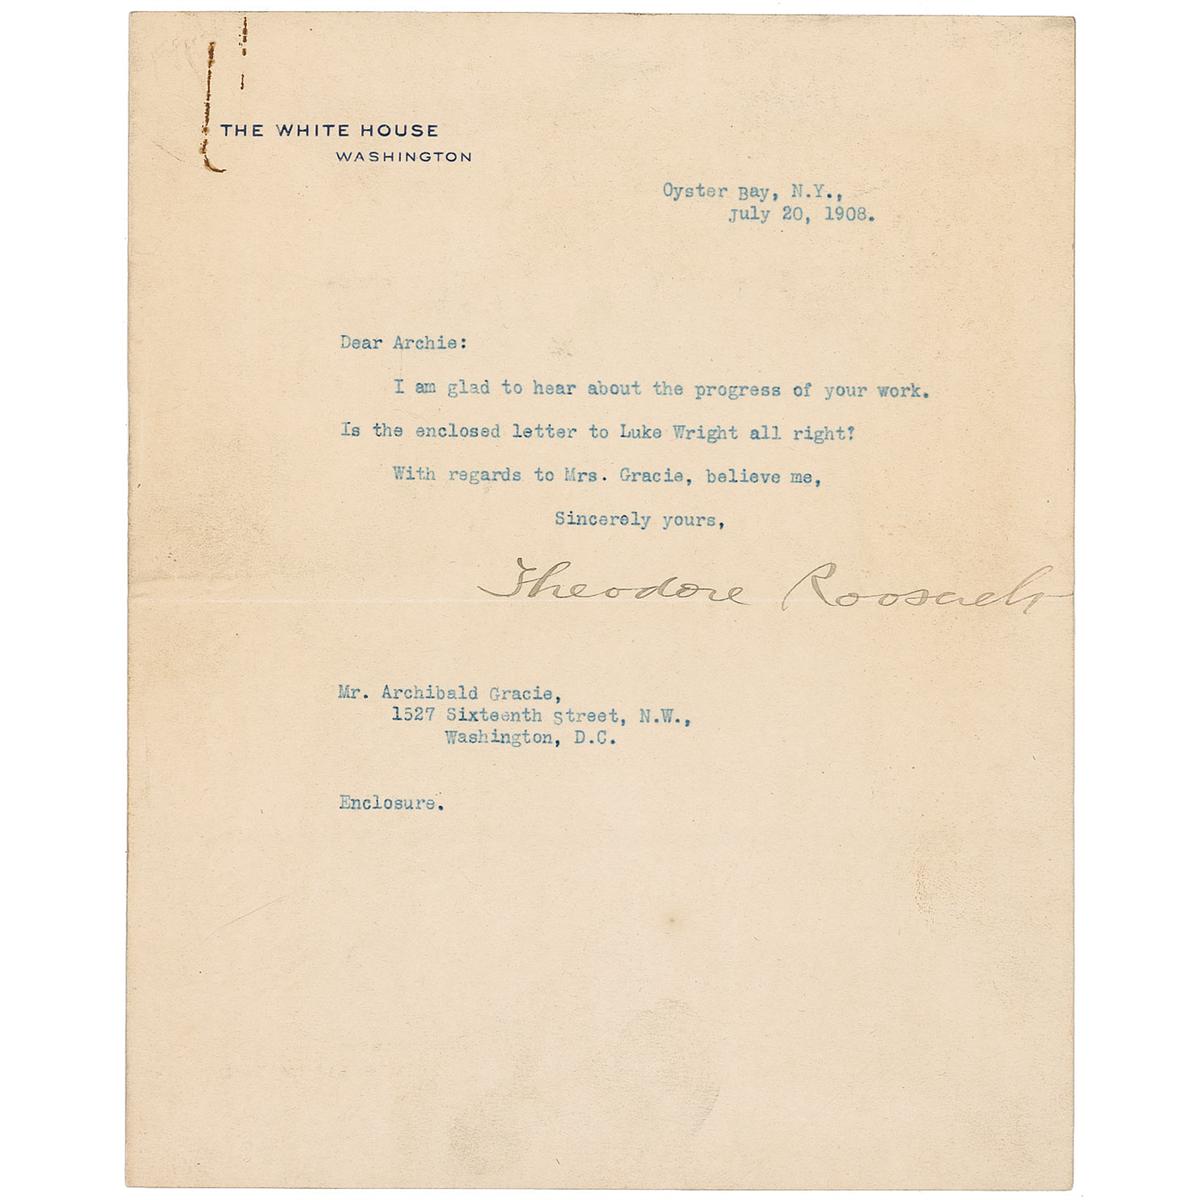 THE WHITE HOUSE
WASHINGTON
Oyster Bay, N.Y.,
July 20, 1908.
Dear Archie:
I am glad to hear about the progress of your work.
Is the enclosed letter to Luke Wright all right?
With regards to Mrs. Gracie, believe me,
Sincerely yours,
Theodore Roosevelt
Mr. Archibald Gracie,
1527 Sixteenth Street, N.W.,
Washington, D.C.
Enclosure.